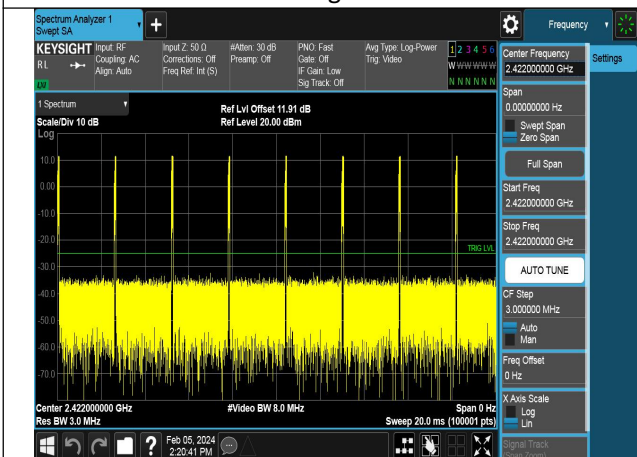 Spectrum Analyzer 1
Swept SA
Frequency
KEYSIGHT
RL
LXI
Input: RF
Coupling: AC
Align: Auto
Input Z: 50 Ω
Corrections: Off
Freq Ref: Int (S)
#Atten: 30 dB
Preamp: Off
PNO: Fast
Gate: Off
IF Gain: Low
Sig Track: Off
Avg Type: Log-Power
Trig: Video
1 2 3 4 5 6
W W W W W W
N N N N N N
1 Spectrum
Scale/Div 10 dB
Ref Lvl Offset 11.91 dB
Ref Level 20.00 dBm
Log
10.0
0.00
-10.0
-20.0
TRIG LVL
-30.0
-40.0
-50.0
-60.0
-70.0
Center 2.422000000 GHz
#Video BW 8.0 MHz
Span 0 Hz
Res BW 3.0 MHz
Sweep 20.0 ms (100001 pts)
Feb 05, 2024
2:20:41 PM
Center Frequency
2.422000000 GHz
Settings
Span
0.00000000 Hz
Swept Span
Zero Span
Full Span
Start Freq
2.422000000 GHz
Stop Freq
2.422000000 GHz
AUTO TUNE
CF Step
3.000000 MHz
Auto
Man
Freq Offset
0 Hz
X Axis Scale
Log
Lin
Signal Track
(Span Zoom)